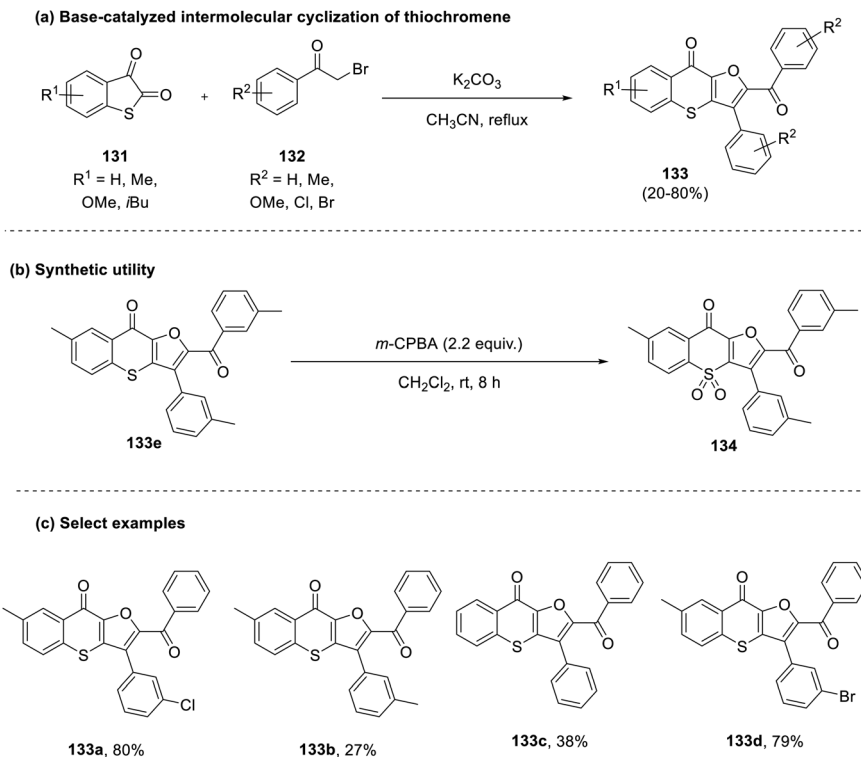 (a) Base-catalyzed intermolecular cyclization of thiochromene
O
O
S
R¹
+
O
Br
R²
K₂CO₃
CH₃CN, reflux
O
O
S
O
R¹
R²
R²
131
R¹ = H, Me,
OMe, iBu
132
R² = H, Me,
OMe, Cl, Br
133
(20-80%)
(b) Synthetic utility
O
O
S
O
133e
m-CPBA (2.2 equiv.)
CH₂Cl₂, rt, 8 h
O
O
S
O O
O
134
(c) Select examples
O
O
S
O
Cl
133a, 80%
O
O
S
O
133b, 27%
O
O
S
O
133c, 38%
O
O
S
O
Br
133d, 79%